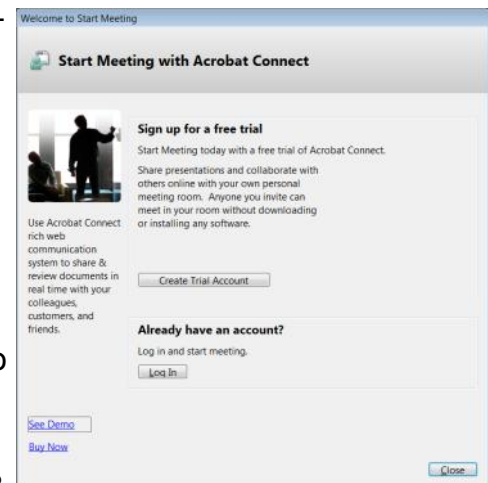 Welcome to Start Meeting
Start Meeting with Acrobat Connect
Sign up for a free trial
Start Meeting today with a free trial of Acrobat Connect.
Share presentations and collaborate with
others online with your own personal
meeting room. Anyone you invite can
meet in your room without downloading
or installing any software.
Create Trial Account
Use Acrobat Connect
rich web
communication
system to share &
review documents in
real time with your
colleagues,
customers, and
friends.
Already have an account?
Log in and start meeting.
Log In
See Demo
Buy Now
Close